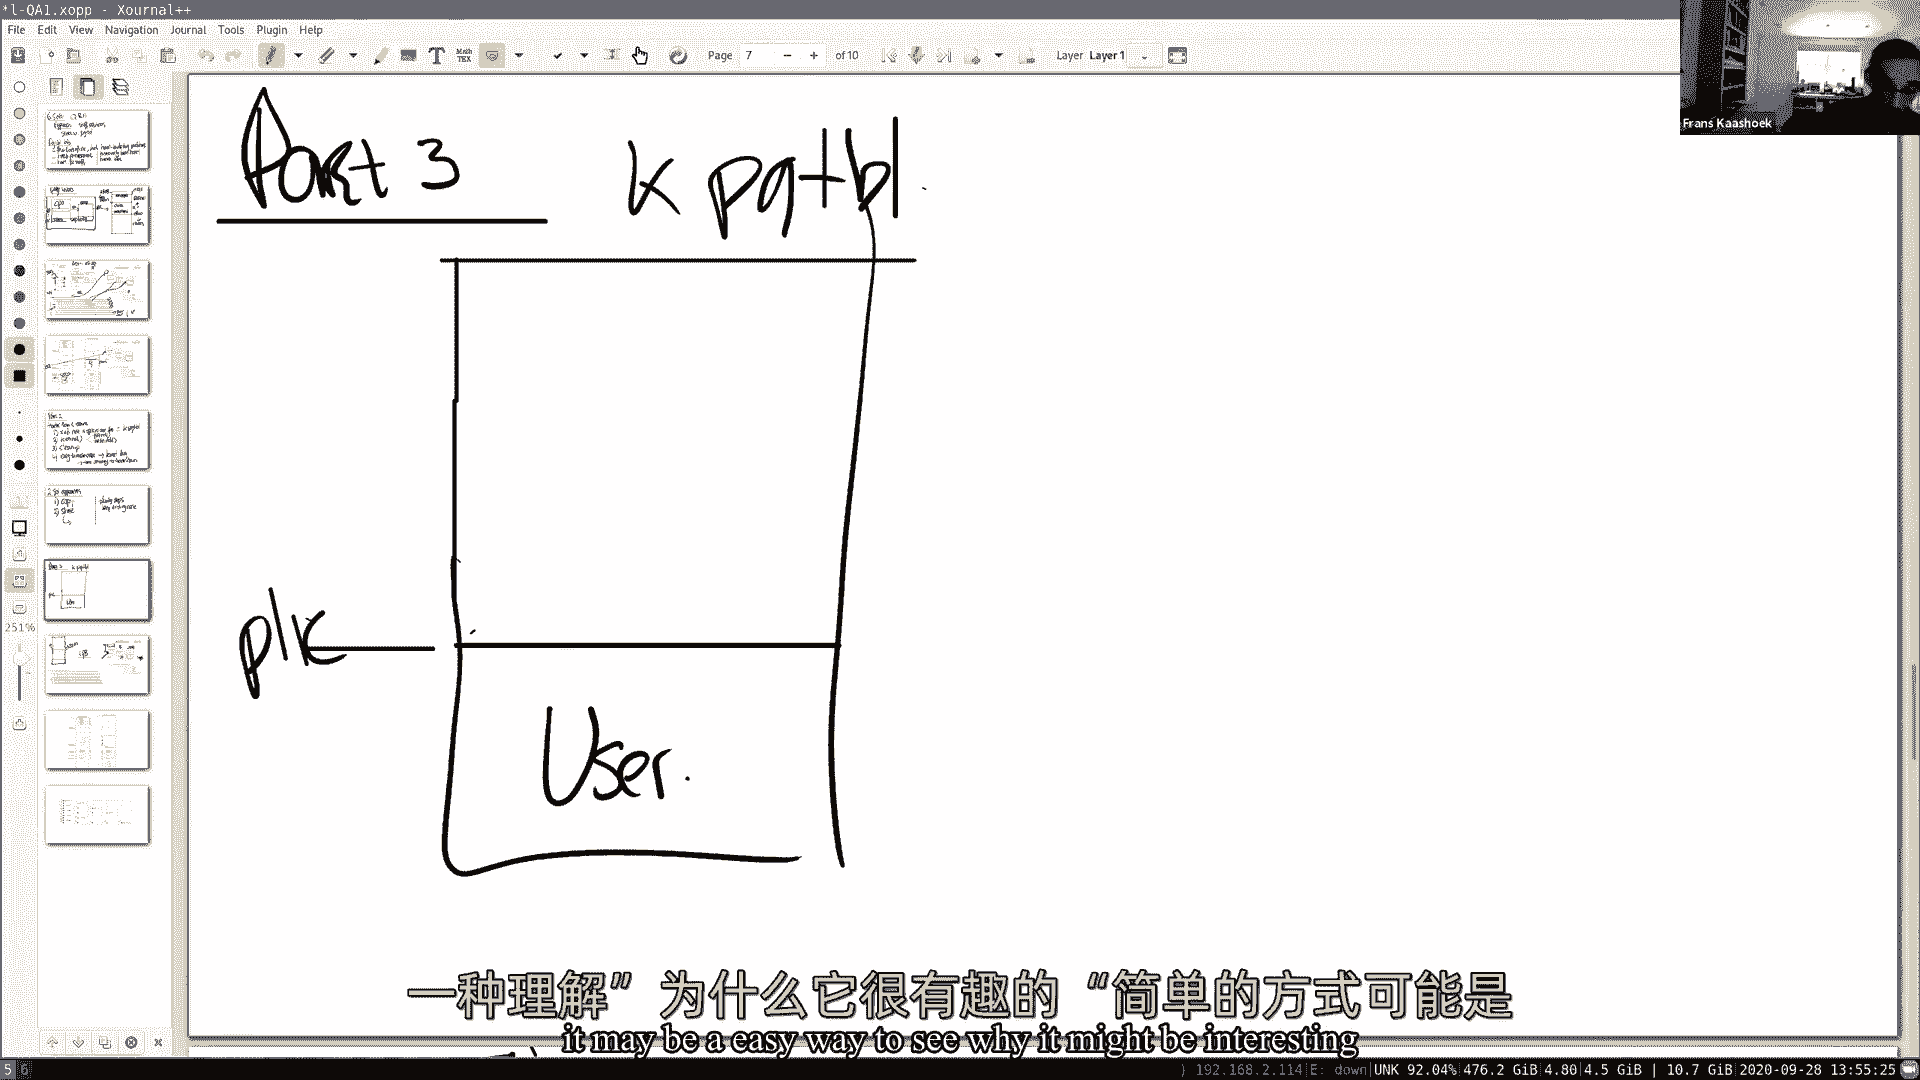 *l-QA1.xopp - Xournal++
File Edit View Navigation Journal Tools Plugin Help
Page 7 of 10 Layer Layer 1
Frans Kaashoek
Part 3 k pgtbl
251%
plic
User.
一种理解”为什么它很有趣的“简单的方式可能是
it may be a easy way to see why it might be interesting
5 6 192.168.2.114 E: down UNK 92.04% 476.2 GiB 4.80 4.5 GiB | 10.7 GiB 2020-09-28 13:55:25